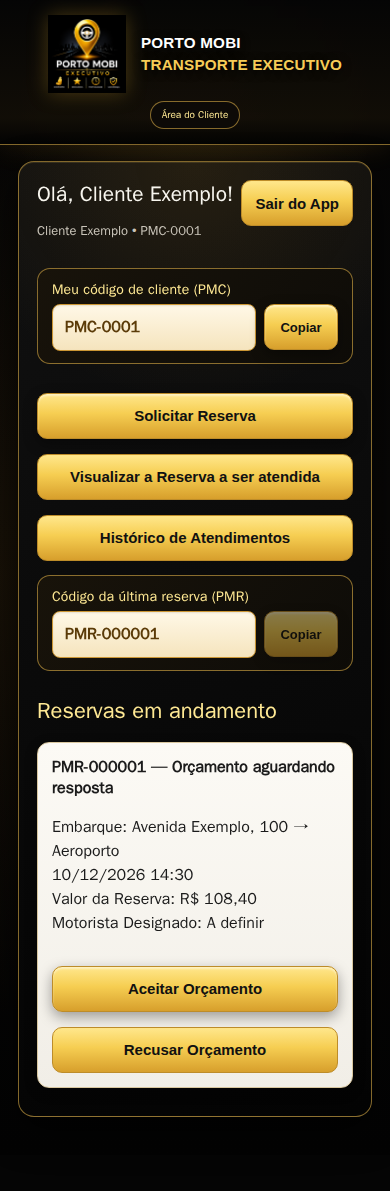 PORTO MOBI
EXECUTIVO
PORTO MOBI
TRANSPORTE EXECUTIVO
Área do Cliente
Olá, Cliente Exemplo!
Sair do App
Cliente Exemplo • PMC-0001
Meu código de cliente (PMC)
PMC-0001
Copiar
Solicitar Reserva
Visualizar a Reserva a ser atendida
Histórico de Atendimentos
Código da última reserva (PMR)
PMR-000001
Copiar
Reservas em andamento
PMR-000001 — Orçamento aguardando
resposta
Embarque: Avenida Exemplo, 100 →
Aeroporto
10/12/2026 14:30
Valor da Reserva: R$ 108,40
Motorista Designado: A definir
Aceitar Orçamento
Recusar Orçamento